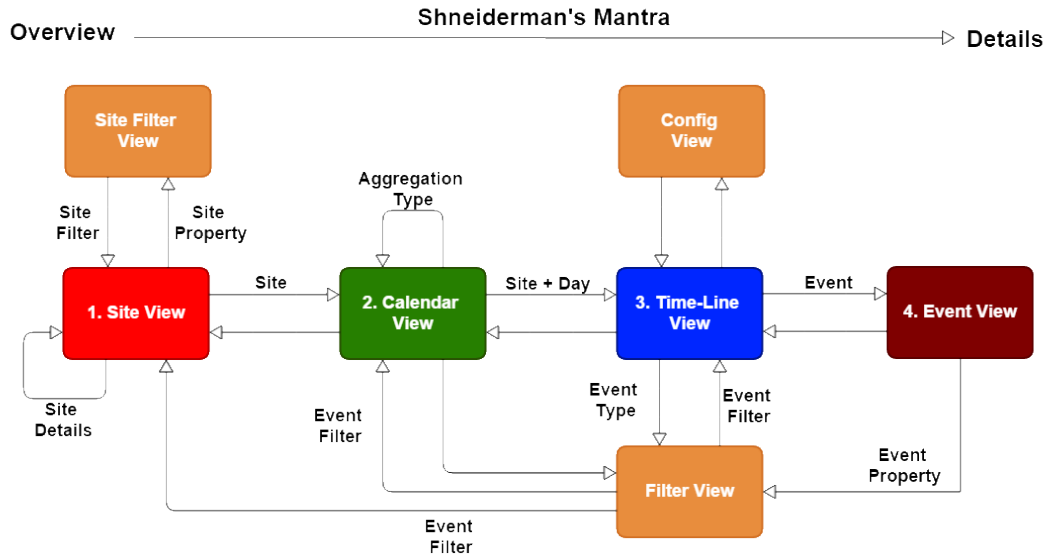 Shneiderman's Mantra
Overview
Details
Site Filter
View
Config
View
Aggregation
Type
Site
Filter
Site
Property
Site
Site + Day
Event
1. Site View
2. Calendar
View
3. Time-Line
View
4. Event View
Site
Details
Event
Filter
Event
Type
Event
Filter
Event
Property
Filter View
Event
Filter